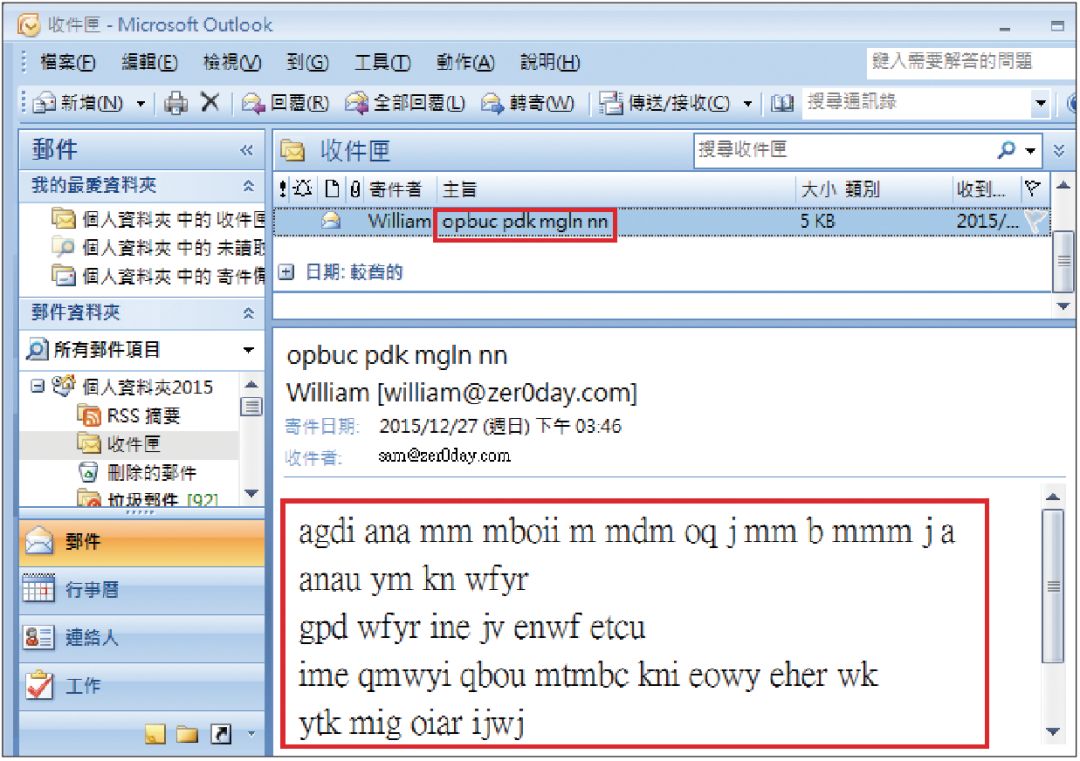 收件匣 - Microsoft Outlook
檔案(F) 編輯(E) 檢視(V) 到(G) 工具(T) 動作(A) 說明(H) 鍵入需要解答的問題
新增(N) 回覆(R) 全部回覆(L) 轉寄(W) 傳送/接收(C) 搜尋通訊錄
郵件 «
我的最愛資料夾
個人資料夾 中的 收件匣
個人資料夾 中的 未讀取
個人資料夾 中的 寄件備
郵件資料夾
所有郵件項目
個人資料夾2015
RSS 摘要
收件匣
刪除的郵件
垃圾郵件 [92]
郵件
行事曆
連絡人
工作
收件匣 搜尋收件匣
寄件者 主旨 大小 類別 收到...
William opbuc pdk mgln nn 5 KB 2015/...
日期: 較舊的
opbuc pdk mgln nn
William [william@zer0day.com]
寄件日期: 2015/12/27 (週日) 下午 03:46
收件者: sam@zer0day.com
agdi ana mm mboii m mdm oq j mm b mmm j a
anau ym kn wfyr
gpd wfyr ine jv enwf etcu
ime qmwyi qbou mtmbc kni eowy eher wk
ytk mig oiar ijwj